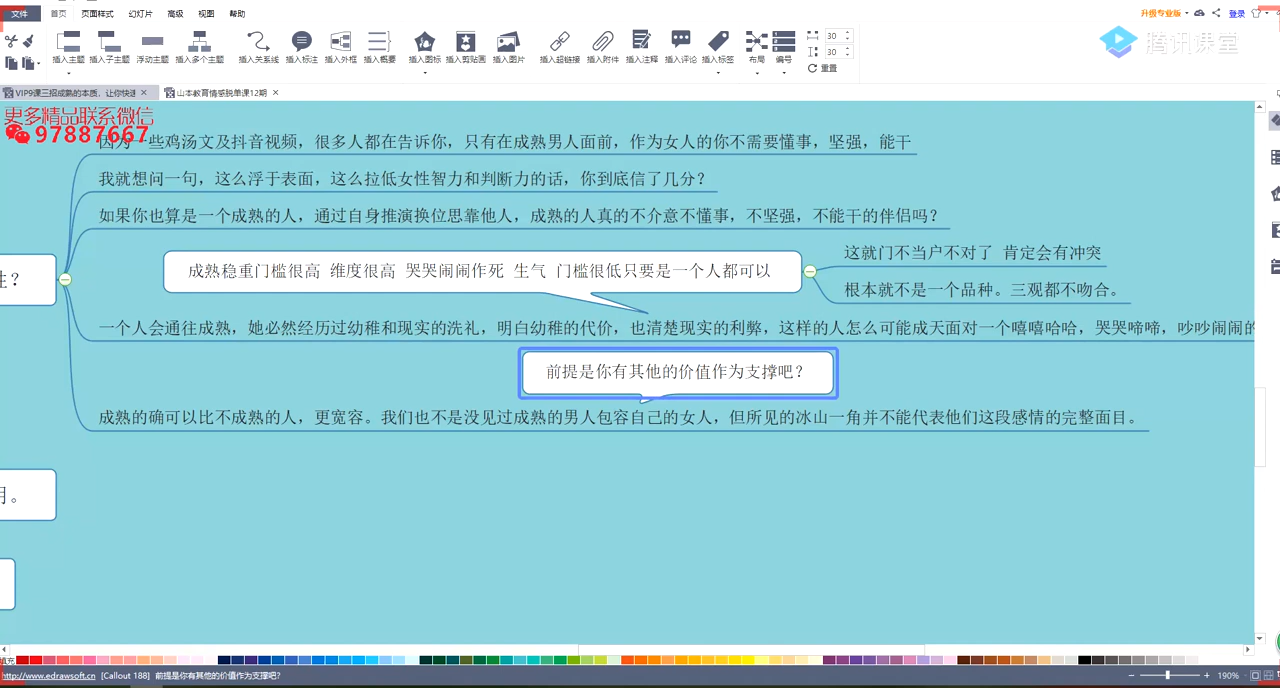 文件 首页 页面样式 幻灯片 高级 视图 帮助
升级专业版 登录
插入主题 插入子主题 浮动主题 插入多个主题 插入关系线 插入标注 插入外框 插入概要 插入图标 插入剪贴画 插入图片 插入超链接 插入附件 插入注释 插入评论 插入标签 布局 编号
30
30
重置
腾讯课堂
VIP9课三招成熟的本质，让你快速 山本教育情感脱单课12期
更多精品联系微信
97887667
因为一些鸡汤文及抖音视频，很多人都在告诉你，只有在成熟男人面前，作为女人的你不需要懂事，坚强，能干
我就想问一句，这么浮于表面，这么拉低女性智力和判断力的话，你到底信了几分？
如果你也算是一个成熟的人，通过自身推演换位思靠他人，成熟的人真的不介意不懂事，不坚强，不能干的伴侣吗？
这就门不当户不对了 肯定会有冲突
成熟稳重门槛很高 维度很高 哭哭闹闹作死 生气 门槛很低只要是一个人都可以
根本就不是一个品种。三观都不吻合。
一个人会通往成熟，她必然经历过幼稚和现实的洗礼，明白幼稚的代价，也清楚现实的利弊，这样的人怎么可能成天面对一个嘻嘻哈哈，哭哭啼啼，吵吵闹闹的
前提是你有其他的价值作为支撑吧？
成熟的确可以比不成熟的人，更宽容。我们也不是没见过成熟的男人包容自己的女人，但所见的冰山一角并不能代表他们这段感情的完整面目。
？
。
填充
http://www.edrawsoft.cn [Callout 188] 前提是你有其他的价值作为支撑吧?
190%